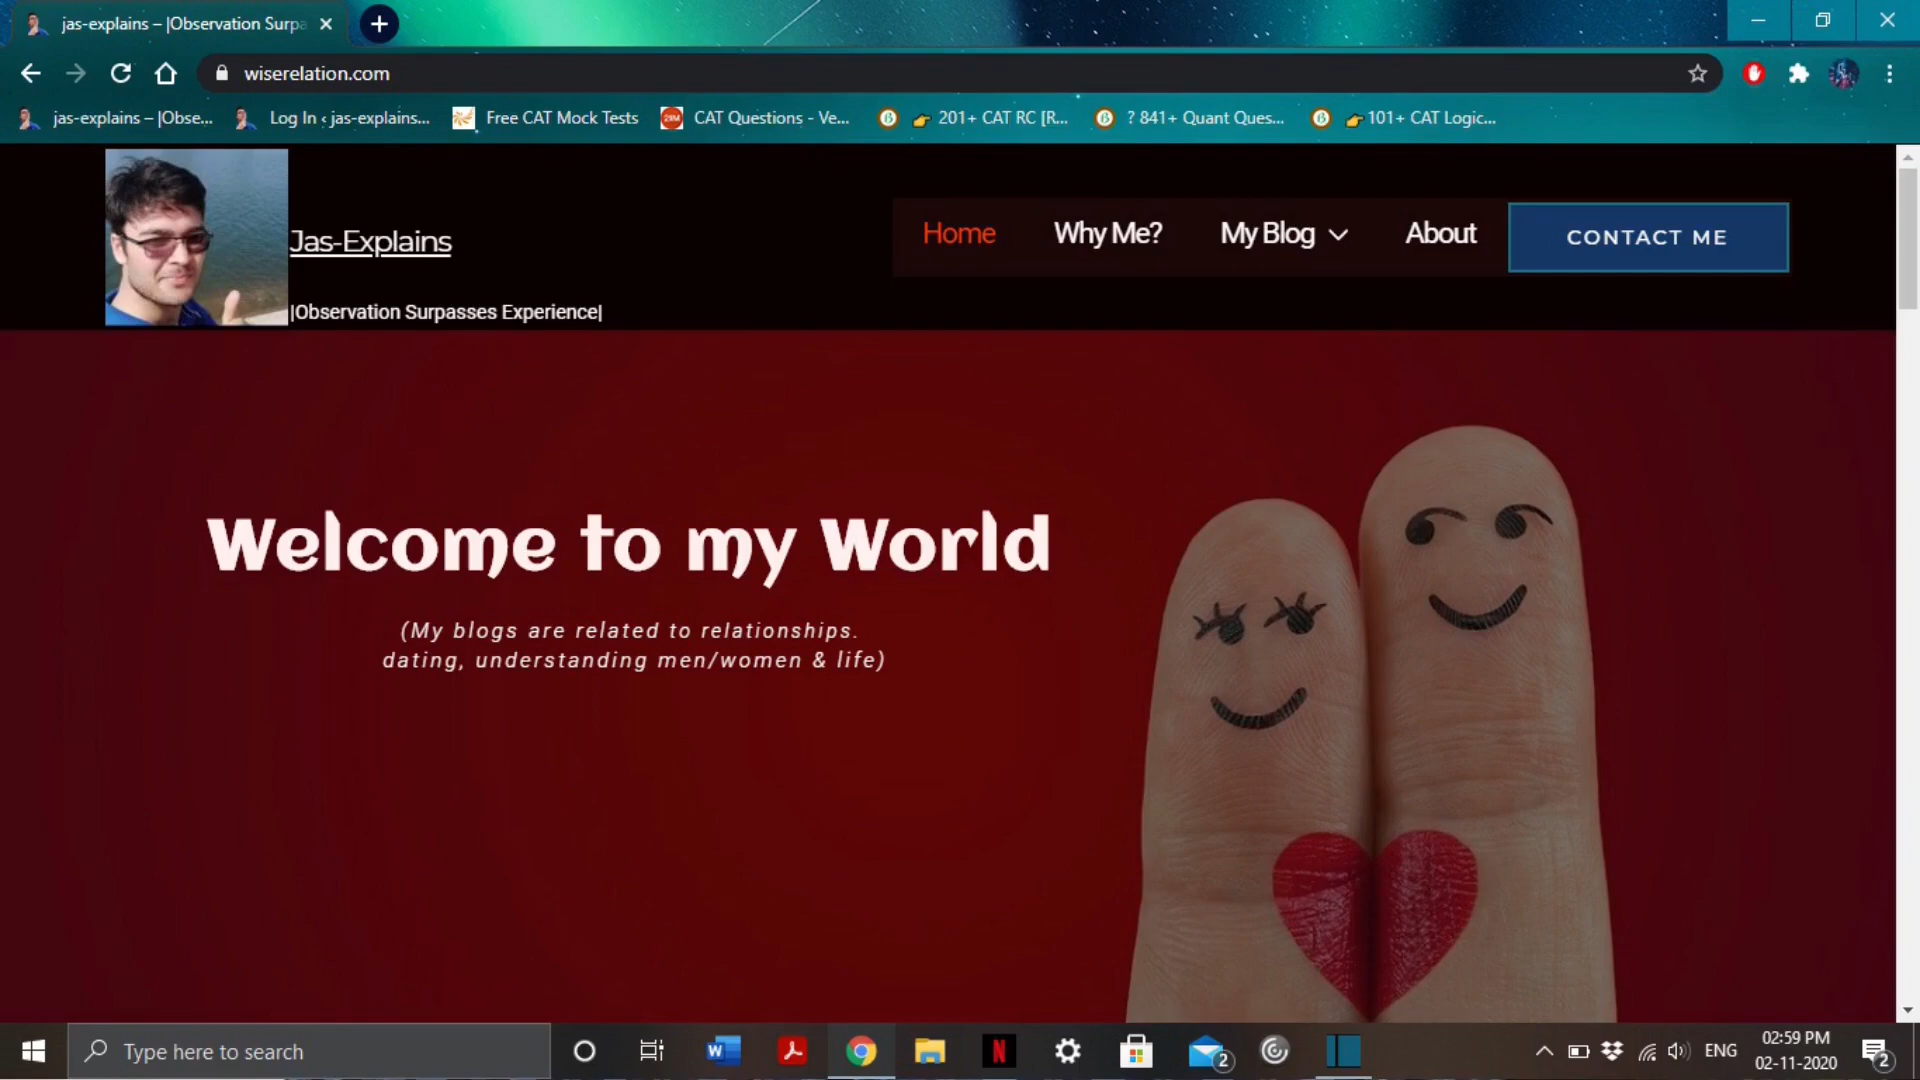 jas-explains – |Observation Surpa
wiserelation.com
jas-explains – |Obse...
Log In ‹ jas-explains...
Free CAT Mock Tests
CAT Questions - Ve...
201+ CAT RC [R...
? 841+ Quant Ques...
101+ CAT Logic...
Jas-Explains
|Observation Surpasses Experience|
Home
Why Me?
My Blog
About
CONTACT ME
Welcome to my World
(My blogs are related to relationships.
dating, understanding men/women & life)
Type here to search
2
ENG
02:59 PM
02-11-2020
2